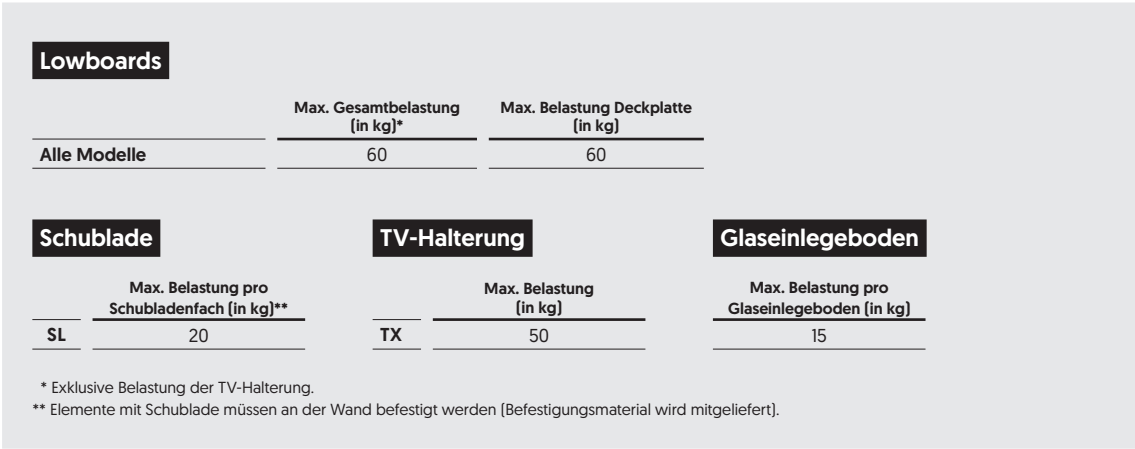 Lowboards
Max. Gesamtbelastung
(in kg)*
Max. Belastung Deckplatte
(in kg)
Alle Modelle 60 60
Schublade
Max. Belastung pro
Schubladenfach (in kg)**
SL 20
TV-Halterung
Max. Belastung
(in kg)
TX 50
Glaseinlegeboden
Max. Belastung pro
Glaseinlegeboden (in kg)
15
* Exklusive Belastung der TV-Halterung.
** Elemente mit Schublade müssen an der Wand befestigt werden (Befestigungsmaterial wird mitgeliefert).